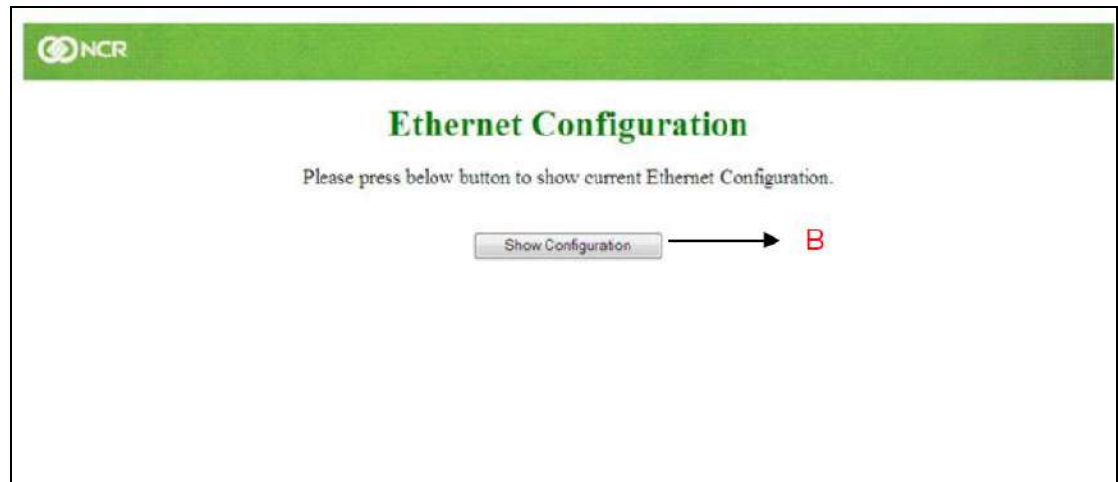 NCR
Ethernet Configuration
Please press below button to show current Ethernet Configuration.
Show Configuration
B